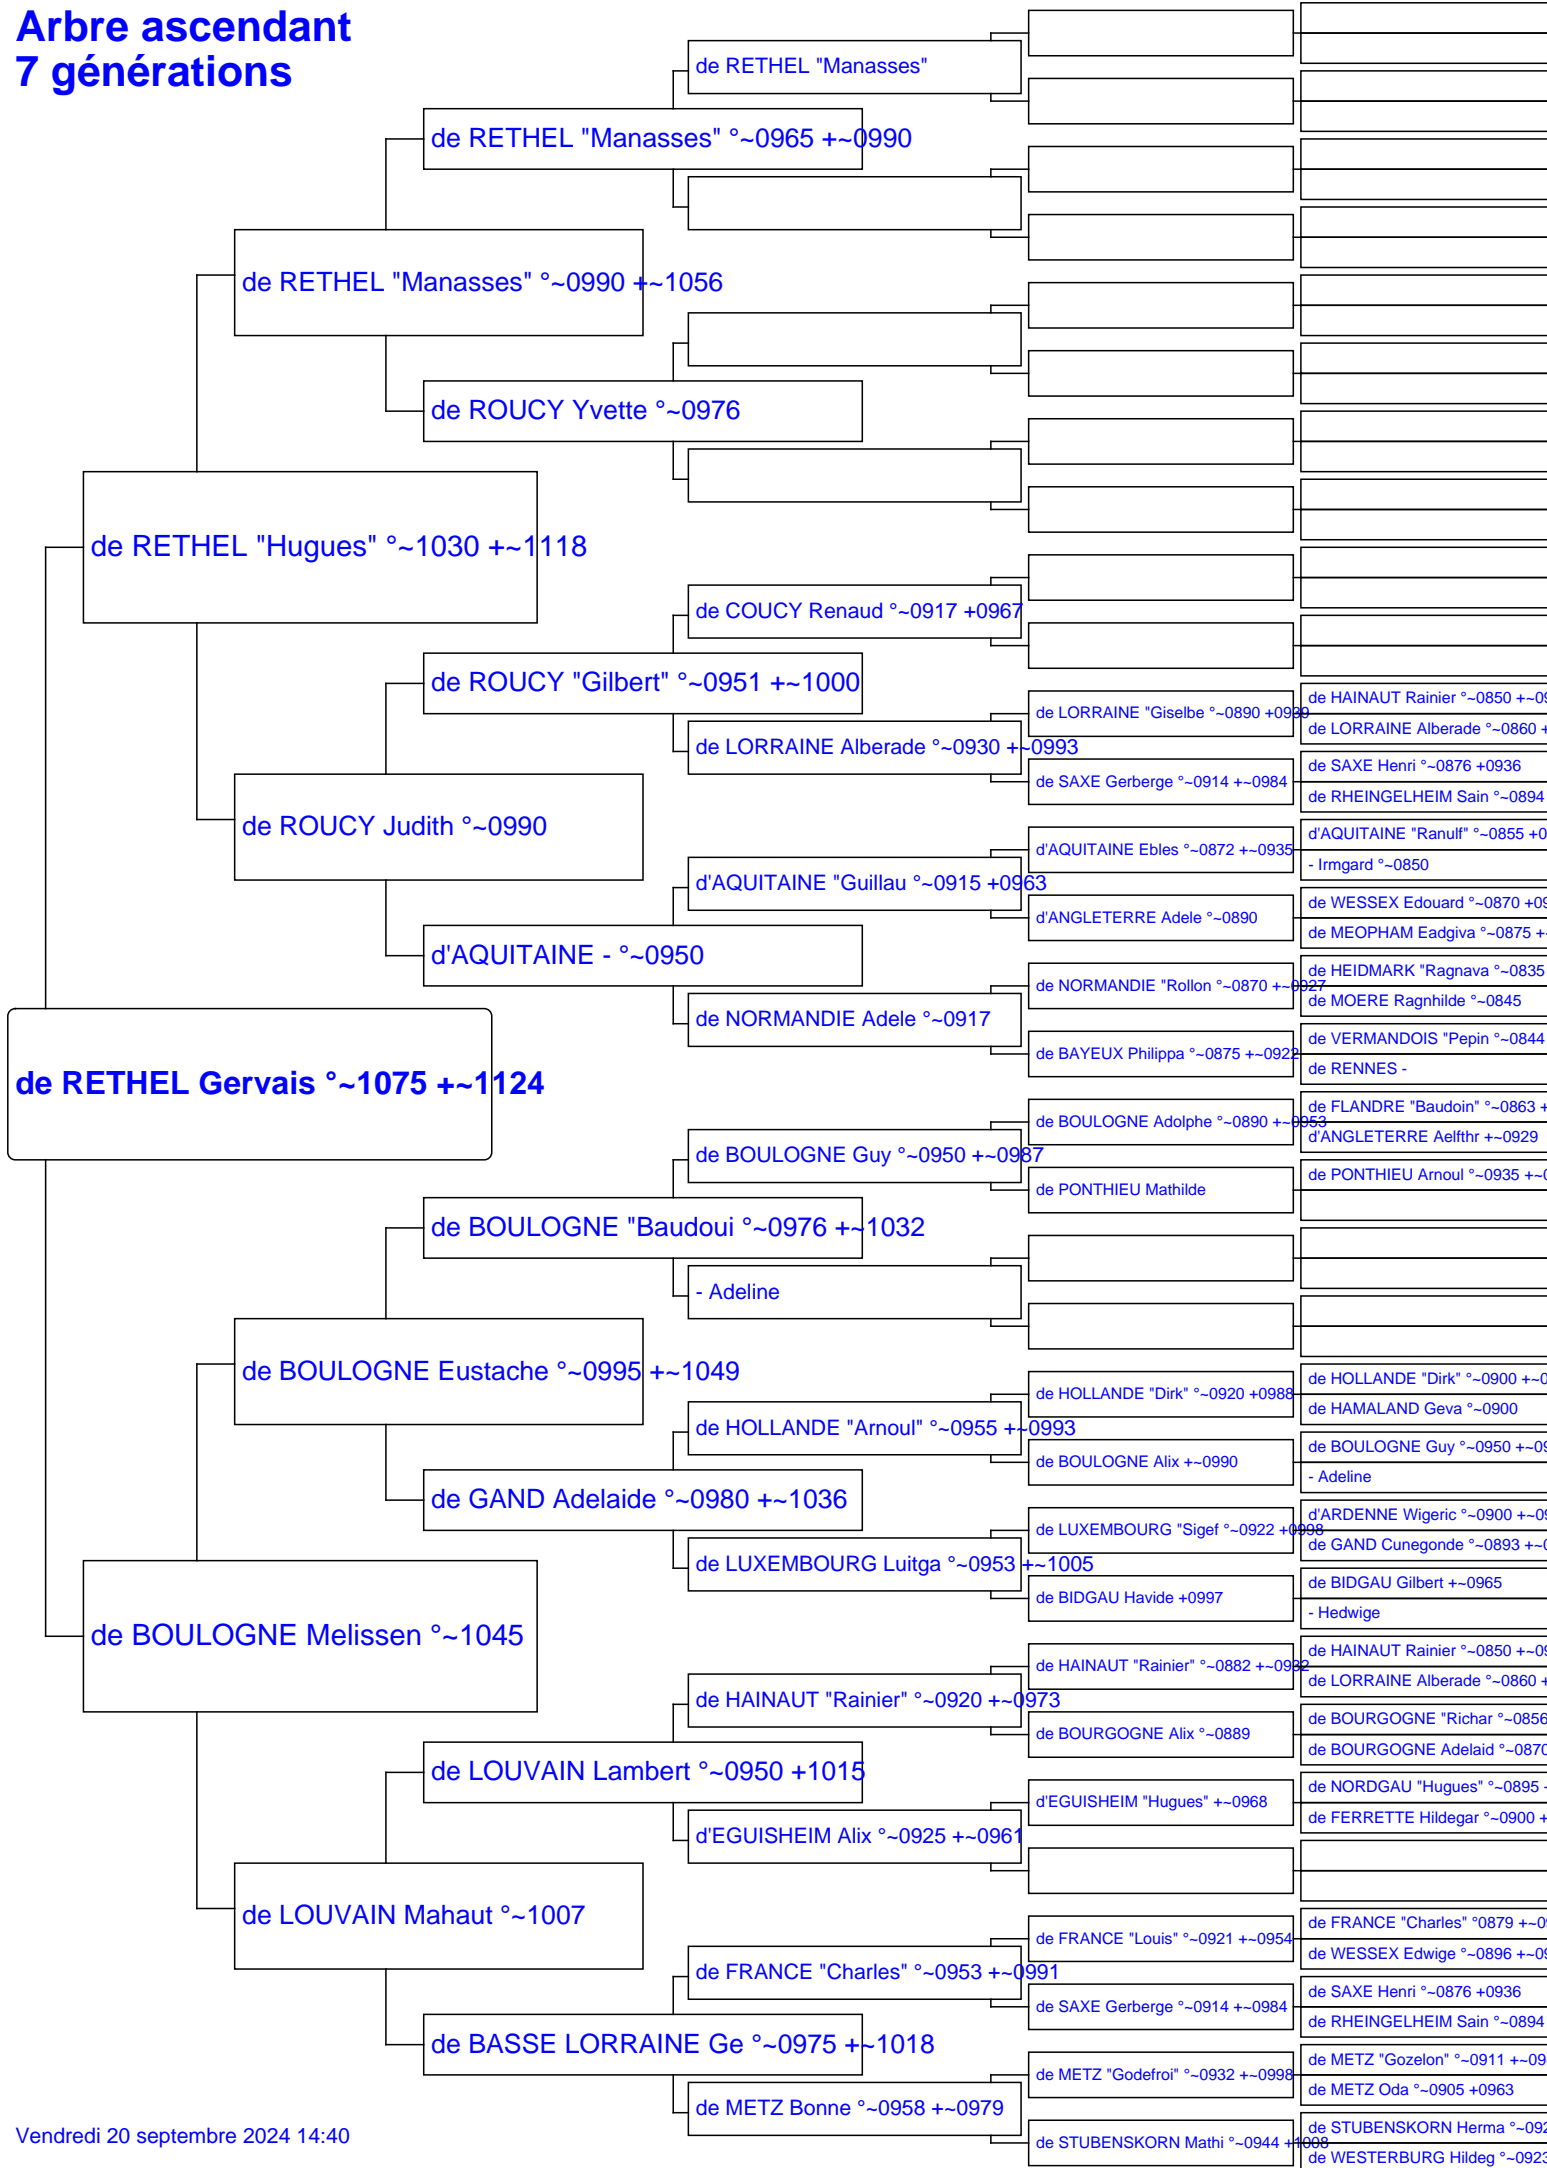 Arbre ascendant
7 générations
de RETHEL "Manasses"
de RETHEL "Manasses" °~0965 +~0990
de RETHEL "Manasses" °~0990 +~1056
de ROUCY Yvette °~0976
de RETHEL "Hugues" °~1030 +~1118
de COUCY Renaud °~0917 +0967
de ROUCY "Gilbert" °~0951 +~1000
de HAINAUT Rainier °~0850 +~09
de LORRAINE "Giselbe °~0890 +0939
de LORRAINE Alberade °~0860 +
de LORRAINE Alberade °~0930 +~0993
de SAXE Henri °~0876 +0936
de SAXE Gerberge °~0914 +~0984
de RHEINGELHEIM Sain °~0894
de ROUCY Judith °~0990
d'AQUITAINE "Ranulf" °~0855 +0
d'AQUITAINE Ebles °~0872 +~0935
- Irmgard °~0850
d'AQUITAINE "Guillau °~0915 +0963
de WESSEX Edouard °~0870 +09
d'ANGLETERRE Adele °~0890
de MEOPHAM Eadgiva °~0875 +~
d'AQUITAINE - °~0950
de HEIDMARK "Ragnava °~0835
de NORMANDIE "Rollon °~0870 +~0927
de MOERE Ragnhilde °~0845
de NORMANDIE Adele °~0917
de VERMANDOIS "Pepin °~0844
de BAYEUX Philippa °~0875 +~0922
de RENNES -
de RETHEL Gervais °~1075 +~1124
de FLANDRE "Baudoin" °~0863 +
de BOULOGNE Adolphe °~0890 +~0953
d'ANGLETERRE Aelfthr +~0929
de BOULOGNE Guy °~0950 +~0987
de PONTHIEU Arnoul °~0935 +~0
de PONTHIEU Mathilde
de BOULOGNE "Baudoui °~0976 +~1032
- Adeline
de BOULOGNE Eustache °~0995 +~1049
de HOLLANDE "Dirk" °~0900 +~0
de HOLLANDE "Dirk" °~0920 +0988
de HAMALAND Geva °~0900
de HOLLANDE "Arnoul" °~0955 +~0993
de BOULOGNE Guy °~0950 +~09
de BOULOGNE Alix +~0990
- Adeline
de GAND Adelaide °~0980 +~1036
d'ARDENNE Wigeric °~0900 +~09
de LUXEMBOURG "Sigef °~0922 +0998
de GAND Cunegonde °~0893 +~0
de LUXEMBOURG Luitga °~0953 +~1005
de BIDGAU Gilbert +~0965
de BIDGAU Havide +0997
- Hedwige
de BOULOGNE Melissen °~1045
de HAINAUT Rainier °~0850 +~09
de HAINAUT "Rainier" °~0882 +~0932
de LORRAINE Alberade °~0860 +
de HAINAUT "Rainier" °~0920 +~0973
de BOURGOGNE "Richar °~0856
de BOURGOGNE Alix °~0889
de BOURGOGNE Adelaid °~0870
de LOUVAIN Lambert °~0950 +1015
de NORDGAU "Hugues" °~0895 +
d'EGUISHEIM "Hugues" +~0968
de FERRETTE Hildegar °~0900 +
d'EGUISHEIM Alix °~0925 +~0961
de LOUVAIN Mahaut °~1007
de FRANCE "Charles" °0879 +~09
de FRANCE "Louis" °~0921 +~0954
de WESSEX Edwige °~0896 +~09
de FRANCE "Charles" °~0953 +~0991
de SAXE Henri °~0876 +0936
de SAXE Gerberge °~0914 +~0984
de RHEINGELHEIM Sain °~0894
de BASSE LORRAINE Ge °~0975 +~1018
de METZ "Gozelon" °~0911 +~09
de METZ "Godefroi" °~0932 +~0998
de METZ Oda °~0905 +0963
de METZ Bonne °~0958 +~0979
de STUBENSKORN Herma °~092
de STUBENSKORN Mathi °~0944 +1008
de WESTERBURG Hildeg °~0923
Vendredi 20 septembre 2024 14:40